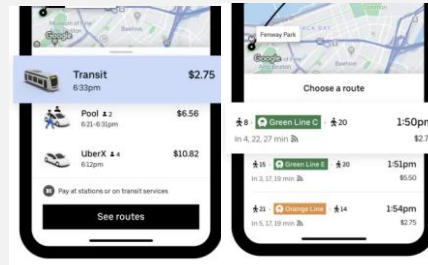 Google
Transit
$2.75
6:33pm
Pool 2
$6.56
6:21-6:31pm
UberX 4
$10.82
6:12pm
Pay at stations or on transit services
See routes
Fenway Park
Google
Choose a route
8 · Green Line C · 20
1:50pm
In 4, 22, 27 min
$2.7
15 · Green Line E · 20
1:51pm
In 3, 17, 19 min
$5.50
21 · Orange Line · 14
1:54pm
In 5, 17, 19 min
$2.75